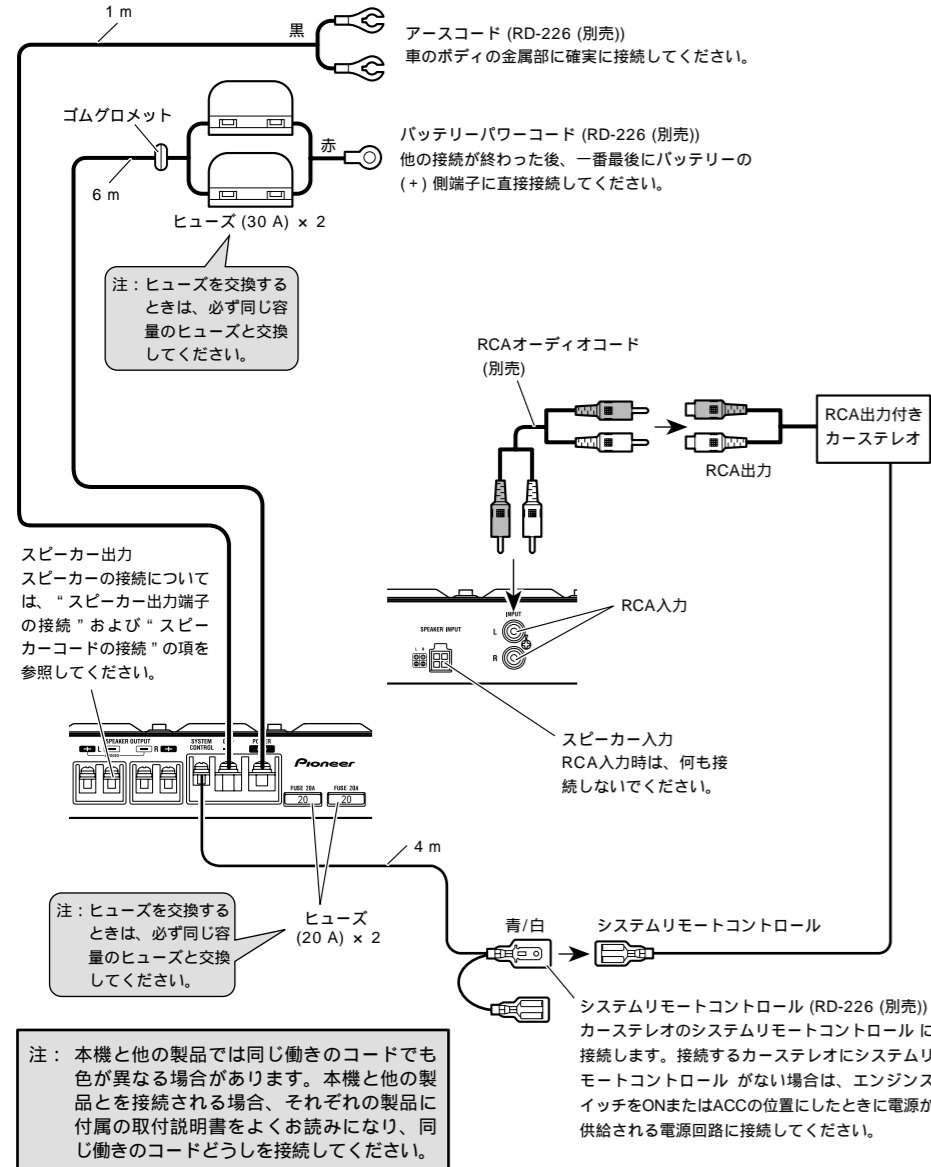 1 m
黒
アースコード (RD-226 (別売))
車のボディの金属部に確実に接続してください。
ゴムグロメット
赤
バッテリーパワーコード (RD-226 (別売))
他の接続が終わった後、一番最後にバッテリーの
(+) 側端子に直接接続してください。
6 m
ヒューズ (30 A) × 2
注：ヒューズを交換する
ときは、必ず同じ容
量のヒューズと交換
してください。
RCAオーディオコード
(別売)
RCA出力付き
カーステレオ
RCA出力
スピーカー出力
スピーカーの接続について
は、“スピーカー出力端子
の接続”および“スピー
カーコードの接続”の項を
参照してください。
RCA入力
INPUT
SPEAKER INPUT
L
R
スピーカー入力
RCA入力時は、何も接
続しないでください。
SPEAKER OUTPUT
L
R
SYSTEM
CONTROL
Pioneer
FUSE 20A
FUSE 20A
20
20
4 m
注：ヒューズを交換する
ときは、必ず同じ容
量のヒューズと交換
してください。
ヒューズ
(20 A) × 2
青/白
システムリモートコントロール
システムリモートコントロール (RD-226 (別売))
カーステレオのシステムリモートコントロール に
接続します。接続するカーステレオにシステムリ
モートコントロール がない場合は、エンジンス
イッチをONまたはACCの位置にしたときに電源が
供給される電源回路に接続してください。
注： 本機と他の製品では同じ働きのコードでも
色が異なる場合があります。本機と他の製
品とを接続される場合、それぞれの製品に
付属の取付説明書をよくお読みになり、同
じ働きのコードどうしを接続してください。